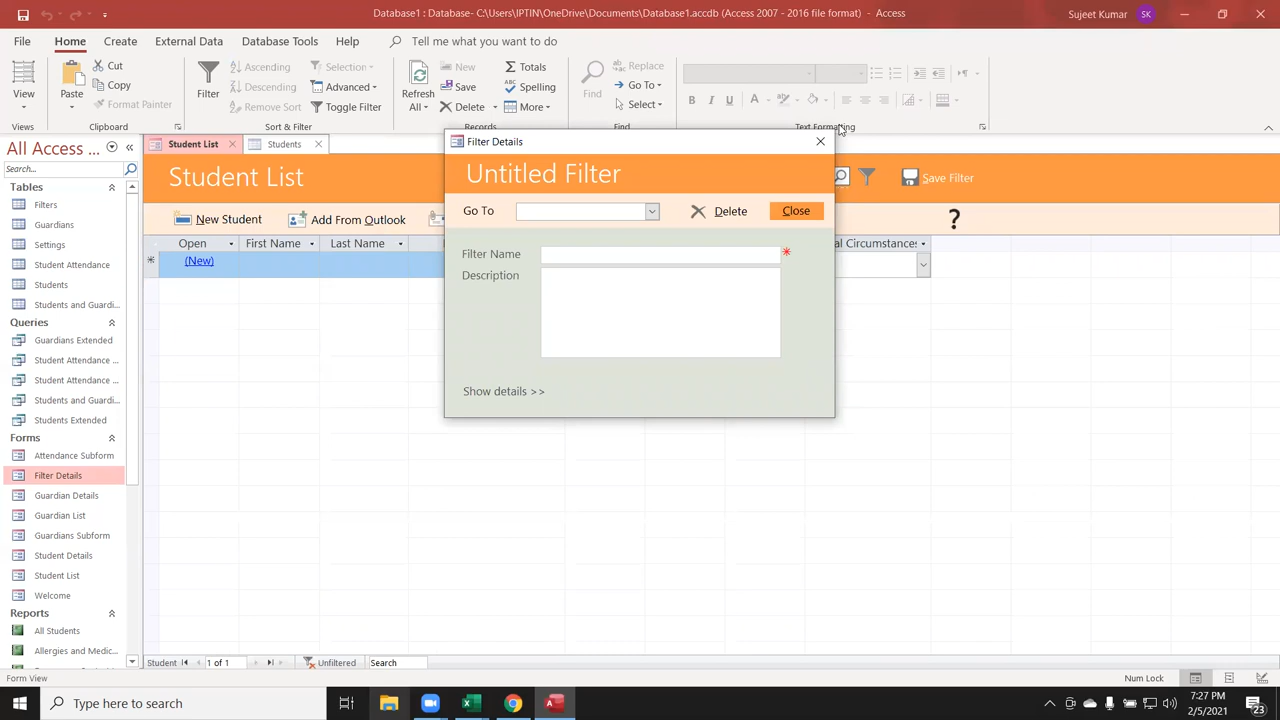 Database1 : Database- C:\Users\IPTIN\OneDrive\Documents\Database1.accdb (Access 2007 - 2016 file format) - Access
Sujeet Kumar
SK
File
Home
Create
External Data
Database Tools
Help
Tell me what you want to do
View
Views
Paste
Cut
Copy
Format Painter
Clipboard
Filter
Ascending
Descending
Remove Sort
Selection
Advanced
Toggle Filter
Sort & Filter
Refresh
All
New
Save
Delete
Totals
Spelling
More
Records
Find
Replace
Go To
Select
Find
B I U A
Text Formatting
All Access ...
Search...
Tables
Filters
Guardians
Settings
Student Attendance
Students
Students and Guardi...
Queries
Guardians Extended
Student Attendance ...
Student Attendance ...
Students and Guardi...
Students Extended
Forms
Attendance Subform
Filter Details
Guardian Details
Guardian List
Guardians Subform
Student Details
Student List
Welcome
Reports
All Students
Allergies and Medic...
Student List
Students
Student List
Save Filter
New Student
Add From Outlook
?
Open
First Name
Last Name
al Circumstances
(New)
Filter Details
Untitled Filter
Go To
Delete
Close
Filter Name
*
Description
Show details >>
Student
1 of 1
Unfiltered
Search
Form View
Num Lock
Type here to search
7:27 PM
2/5/2021
23